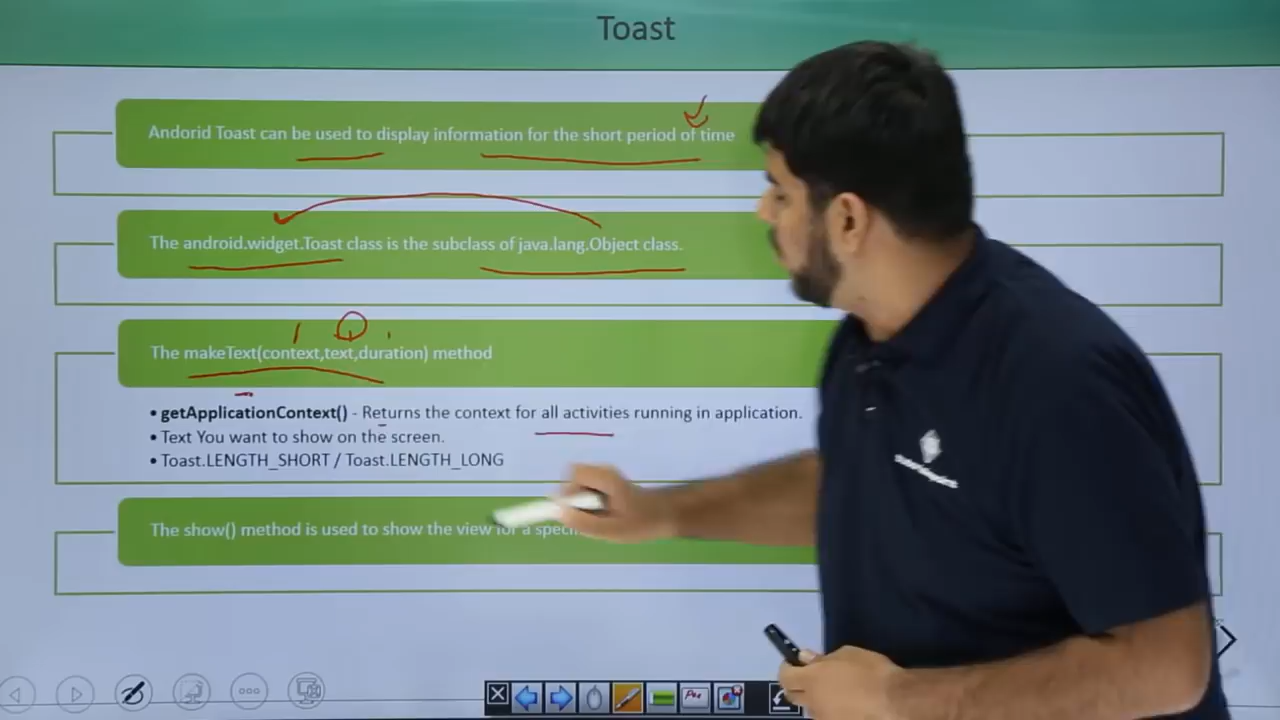 Toast
Andorid Toast can be used to display information for the short period of time
The android.widget.Toast class is the subclass of java.lang.Object class.
The makeText(context,text,duration) method
• getApplicationContext() - Returns the context for all activities running in application.
• Text You want to show on the screen.
• Toast.LENGTH_SHORT / Toast.LENGTH_LONG
The show() method is used to show the view for a